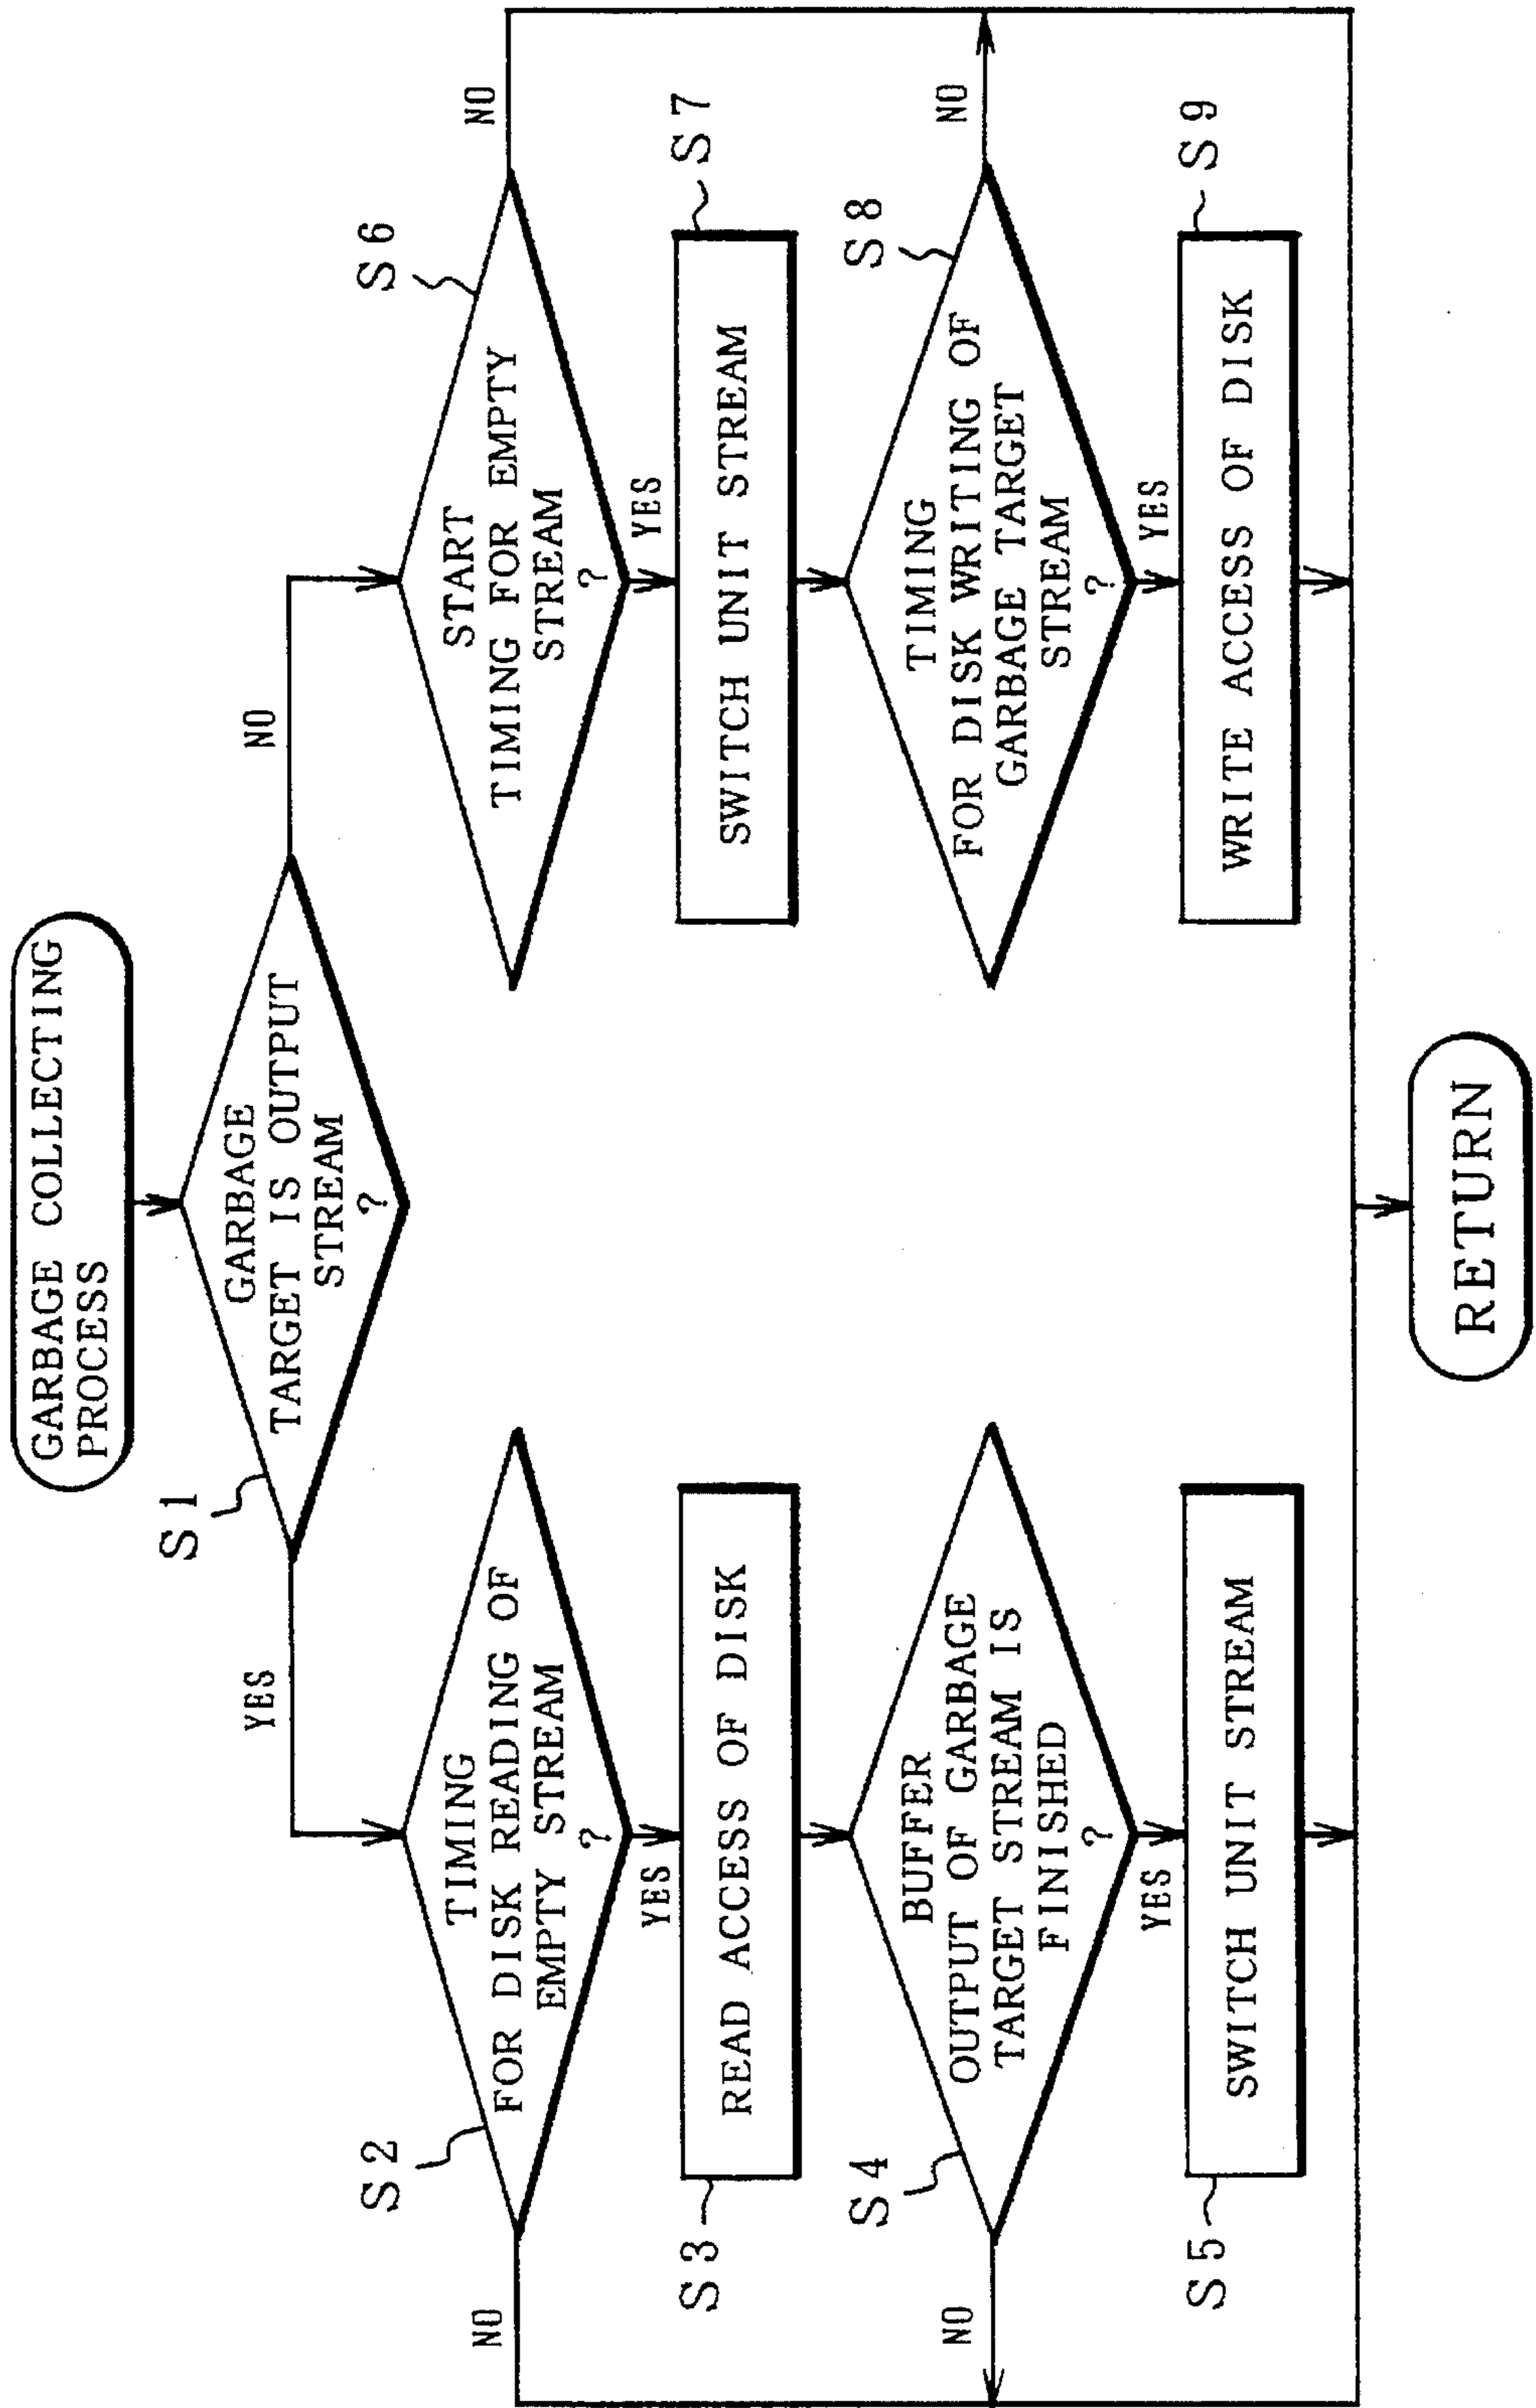 GARBAGE COLLECTING
PROCESS
S1
GARBAGE
TARGET IS OUTPUT
STREAM
?
YES
NO
S2
TIMING
FOR DISK READING OF
EMPTY STREAM
?
NO
YES
S3
READ ACCESS OF DISK
S4
BUFFER
OUTPUT OF GARBAGE
TARGET STREAM IS
FINISHED
?
NO
YES
S5
SWITCH UNIT STREAM
S6
START
TIMING FOR EMPTY
STREAM
?
NO
YES
S7
SWITCH UNIT STREAM
S8
TIMING
FOR DISK WRITING OF
GARBAGE TARGET
STREAM
?
NO
YES
S9
WRITE ACCESS OF DISK
RETURN